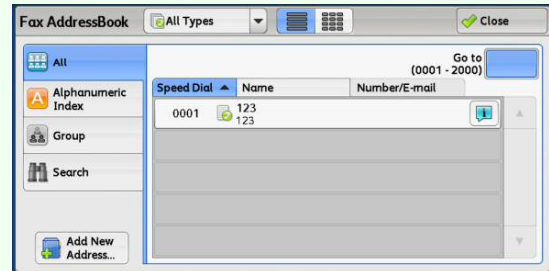 Fax AddressBook
All Types
Close
All
Alphanumeric
Index
Group
Search
Add New
Address...
Go to
(0001 - 2000)
Speed Dial Name Number/E-mail
0001 123
123